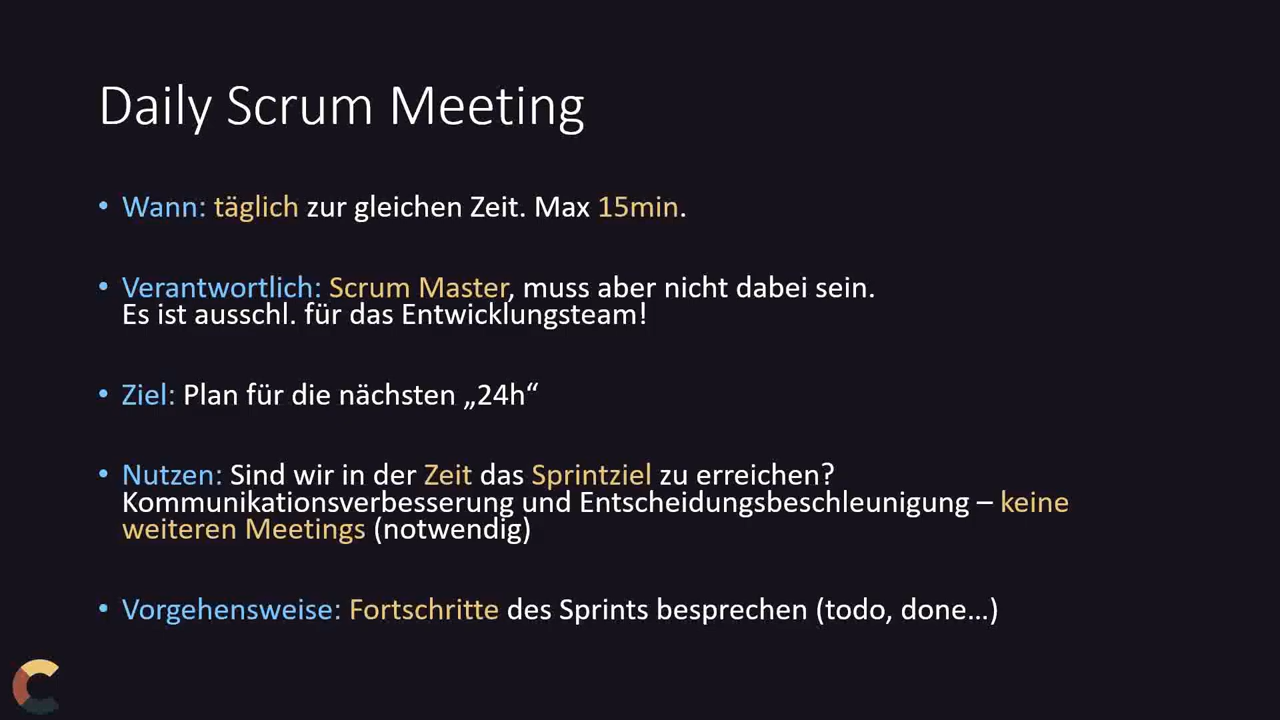 Daily Scrum Meeting
• Wann: täglich zur gleichen Zeit. Max 15min.
• Verantwortlich: Scrum Master, muss aber nicht dabei sein.
Es ist ausschl. für das Entwicklungsteam!
• Ziel: Plan für die nächsten „24h“
• Nutzen: Sind wir in der Zeit das Sprintziel zu erreichen?
Kommunikationsverbesserung und Entscheidungsbeschleunigung – keine
weiteren Meetings (notwendig)
• Vorgehensweise: Fortschritte des Sprints besprechen (todo, done…)